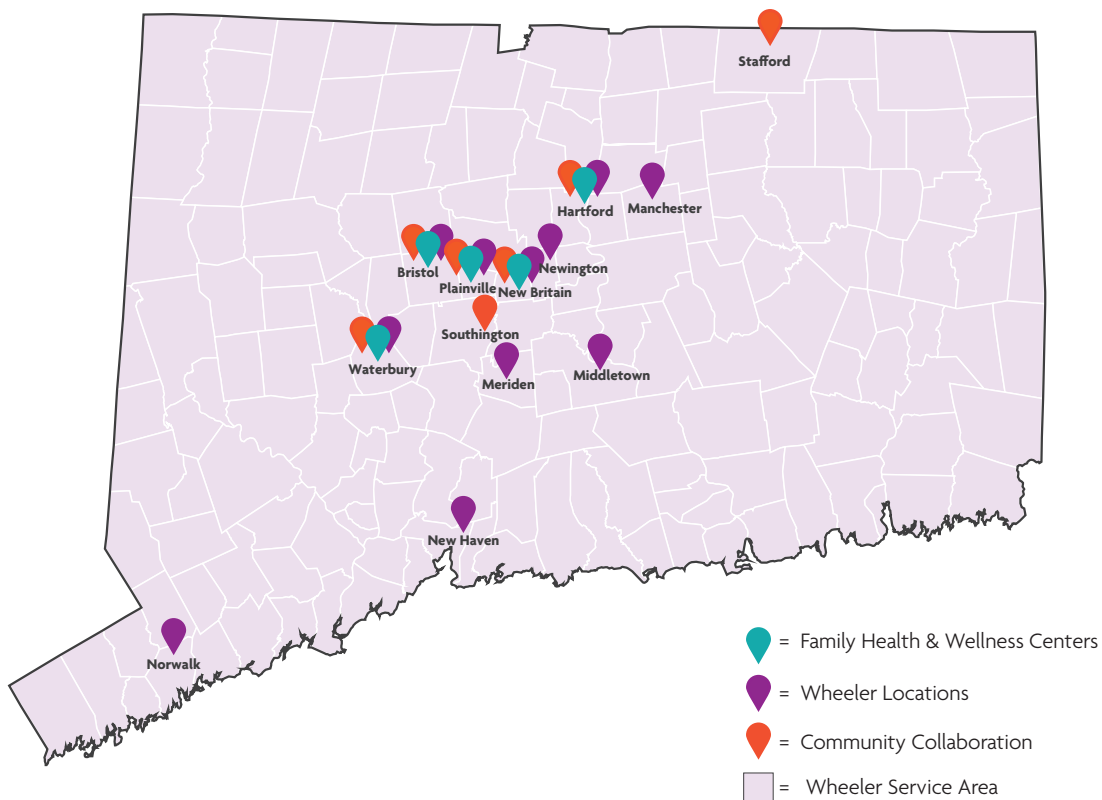 Stafford
Hartford
Manchester
Bristol
Newington
Plainville
New Britain
Southington
Waterbury
Meriden
Middletown
New Haven
Norwalk
= Family Health & Wellness Centers
= Wheeler Locations
= Community Collaboration
= Wheeler Service Area